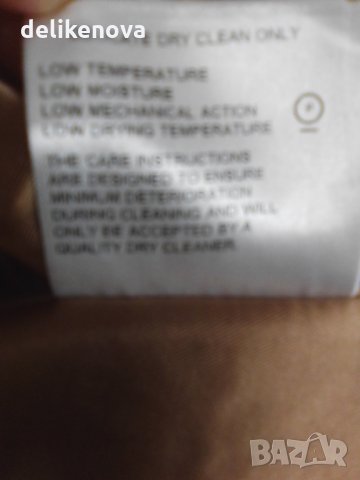 delikenova
DRY CLEAN ONLY
LOW TEMPERATURE
LOW MOISTURE
LOW MECHANICAL ACTION
LOW DRYING TEMPERATURE
P
THE CARE INSTRUCTIONS
ARE DESIGNED TO ENSURE
MINIMUM DETERIORATION
DURING CLEANING AND WILL
ONLY BE ACCEPTED BY A
QUALITY DRY CLEANER.
BAZAR